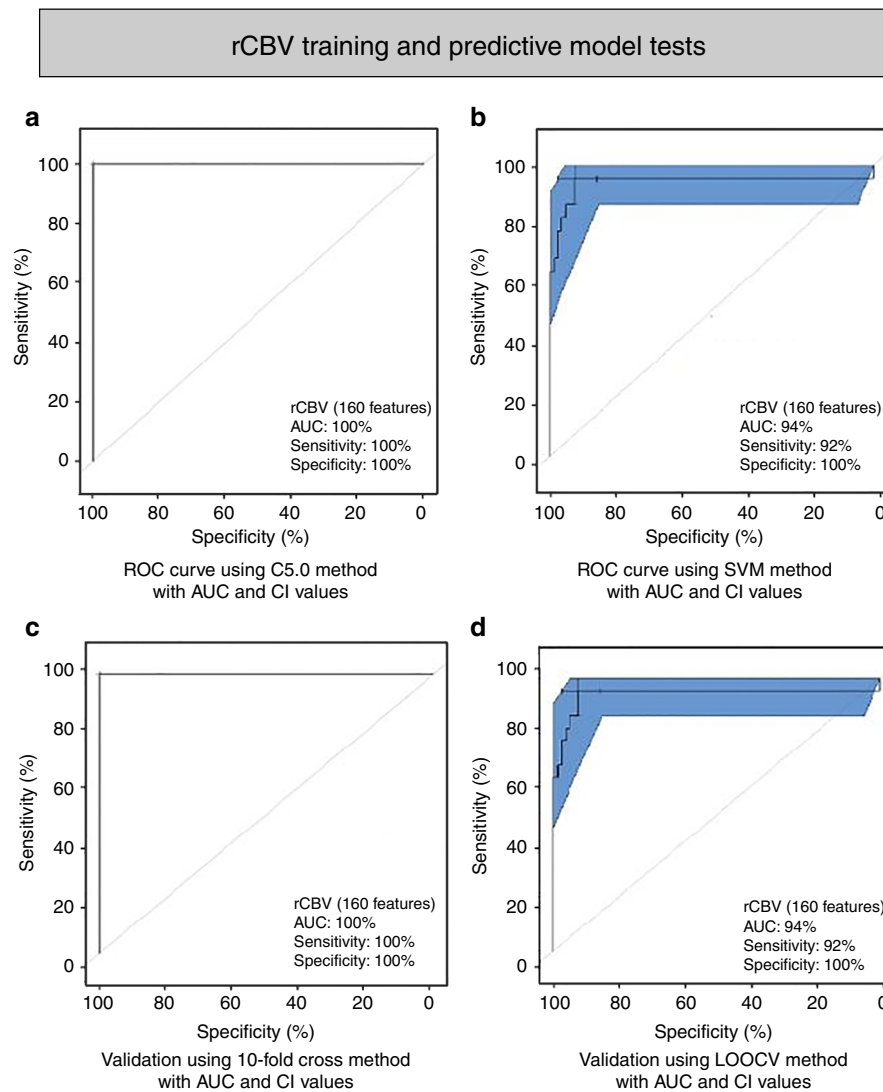 rCBV training and predictive model tests
a
100
80
60
40
20
0
Sensitivity (%)
rCBV (160 features)
AUC: 100%
Sensitivity: 100%
Specificity: 100%
100 80 60 40 20 0
Specificity (%)
ROC curve using C5.0 method
with AUC and CI values
b
100
80
60
40
20
0
Sensitivity (%)
rCBV (160 features)
AUC: 94%
Sensitivity: 92%
Specificity: 100%
100 80 60 40 20 0
Specificity (%)
ROC curve using SVM method
with AUC and CI values
c
100
80
60
40
20
0
Sensitivity (%)
rCBV (160 features)
AUC: 100%
Sensitivity: 100%
Specificity: 100%
100 80 60 40 20 0
Specificity (%)
Validation using 10-fold cross method
with AUC and CI values
d
100
80
60
40
20
0
Sensitivity (%)
rCBV (160 features)
AUC: 94%
Sensitivity: 92%
Specificity: 100%
100 80 60 40 20 0
Specificity (%)
Validation using LOOCV method
with AUC and CI values